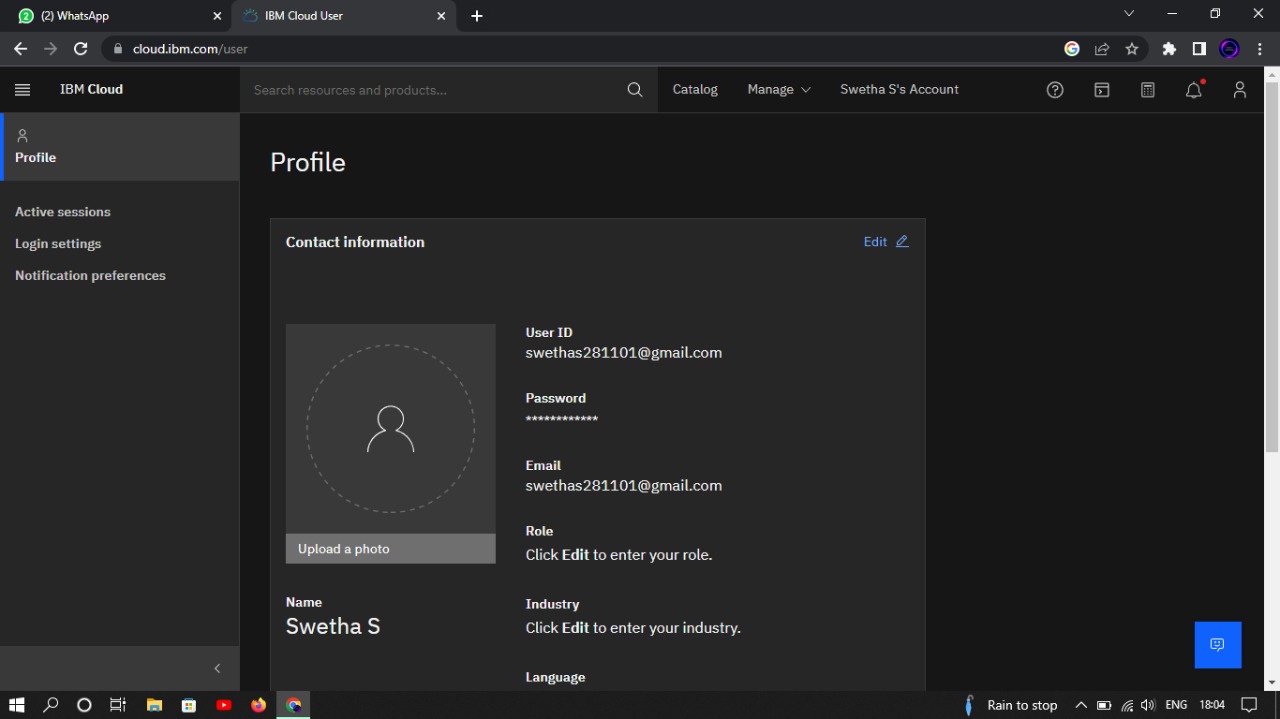 (2) WhatsApp
IBM Cloud User
cloud.ibm.com/user
IBM Cloud
Search resources and products...
Catalog
Manage
Swetha S's Account
Profile
Active sessions
Login settings
Notification preferences
Profile
Contact information
Edit
User ID
swethas281101@gmail.com
Password
************
Email
swethas281101@gmail.com
Role
Click Edit to enter your role.
Upload a photo
Name
Swetha S
Industry
Click Edit to enter your industry.
Language
Rain to stop
ENG
18:04